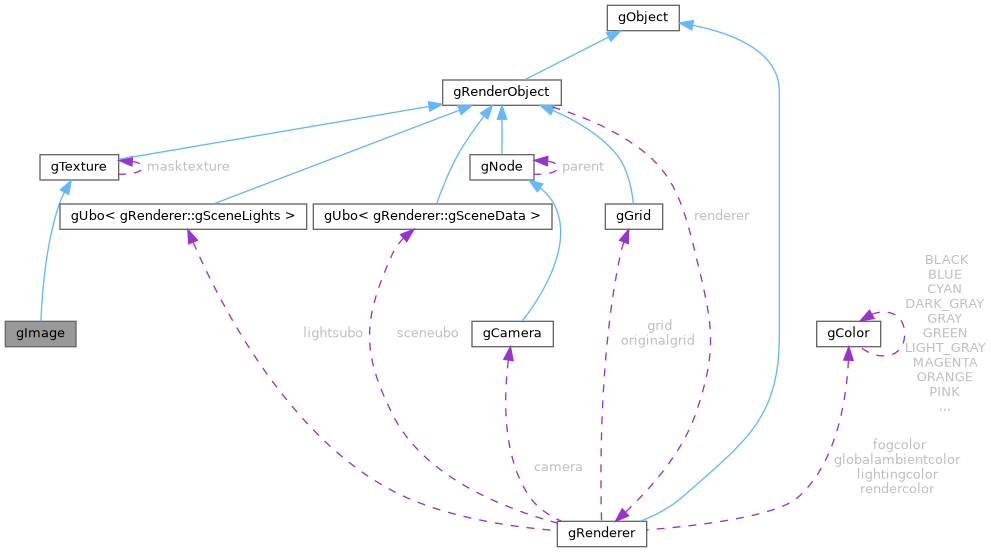 gObject
gRenderObject
gTexture
masktexture
gNode
parent
gUbo< gRenderer::gSceneLights >
gUbo< gRenderer::gSceneData >
gGrid
renderer
BLACK
BLUE
CYAN
DARK_GRAY
GRAY
GREEN
LIGHT_GRAY
MAGENTA
ORANGE
PINK
...
gImage
lightsubo
sceneubo
gCamera
grid
originalgrid
gColor
camera
fogcolor
globalambientcolor
lightingcolor
rendercolor
gRenderer